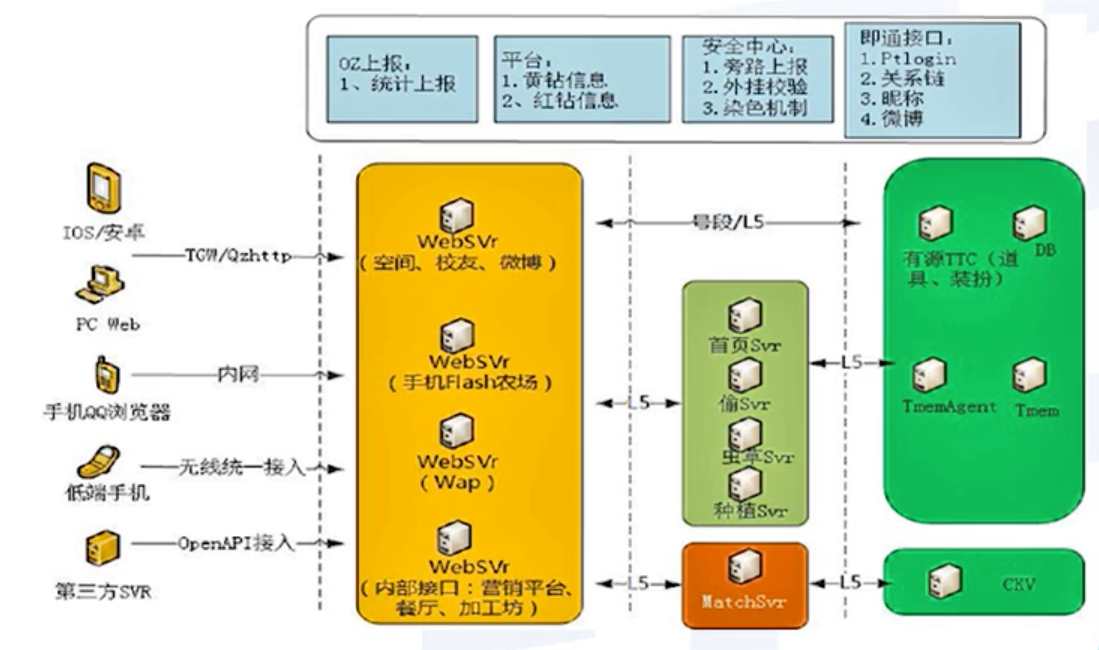 OZ上报：
1、统计上报
平台：
1.黄钻信息
2、红钻信息
安全中心：
1.旁路上报
2.外挂校验
3.染色机制
即通接口：
1.Ptlogin
2.关系链
3.昵称
4.微博
IOS/安卓
TGW/Qzhttp
PC Web
内网
手机QQ浏览器
无线统一接入
低端手机
OpenAPI接入
第三方SVR
WebSVr
（空间、校友、微博）
WebSVr
（手机Flash农场）
WebSVr
（Wap）
WebSVr
（内部接口：营销平台、
餐厅、加工坊）
号段/L5
L5
L5
首页Svr
偷Svr
虫草Svr
种植Svr
MatchSvr
L5
L5
有源TTC（道
具、装扮）
DB
TmemAgent
Tmem
CKV